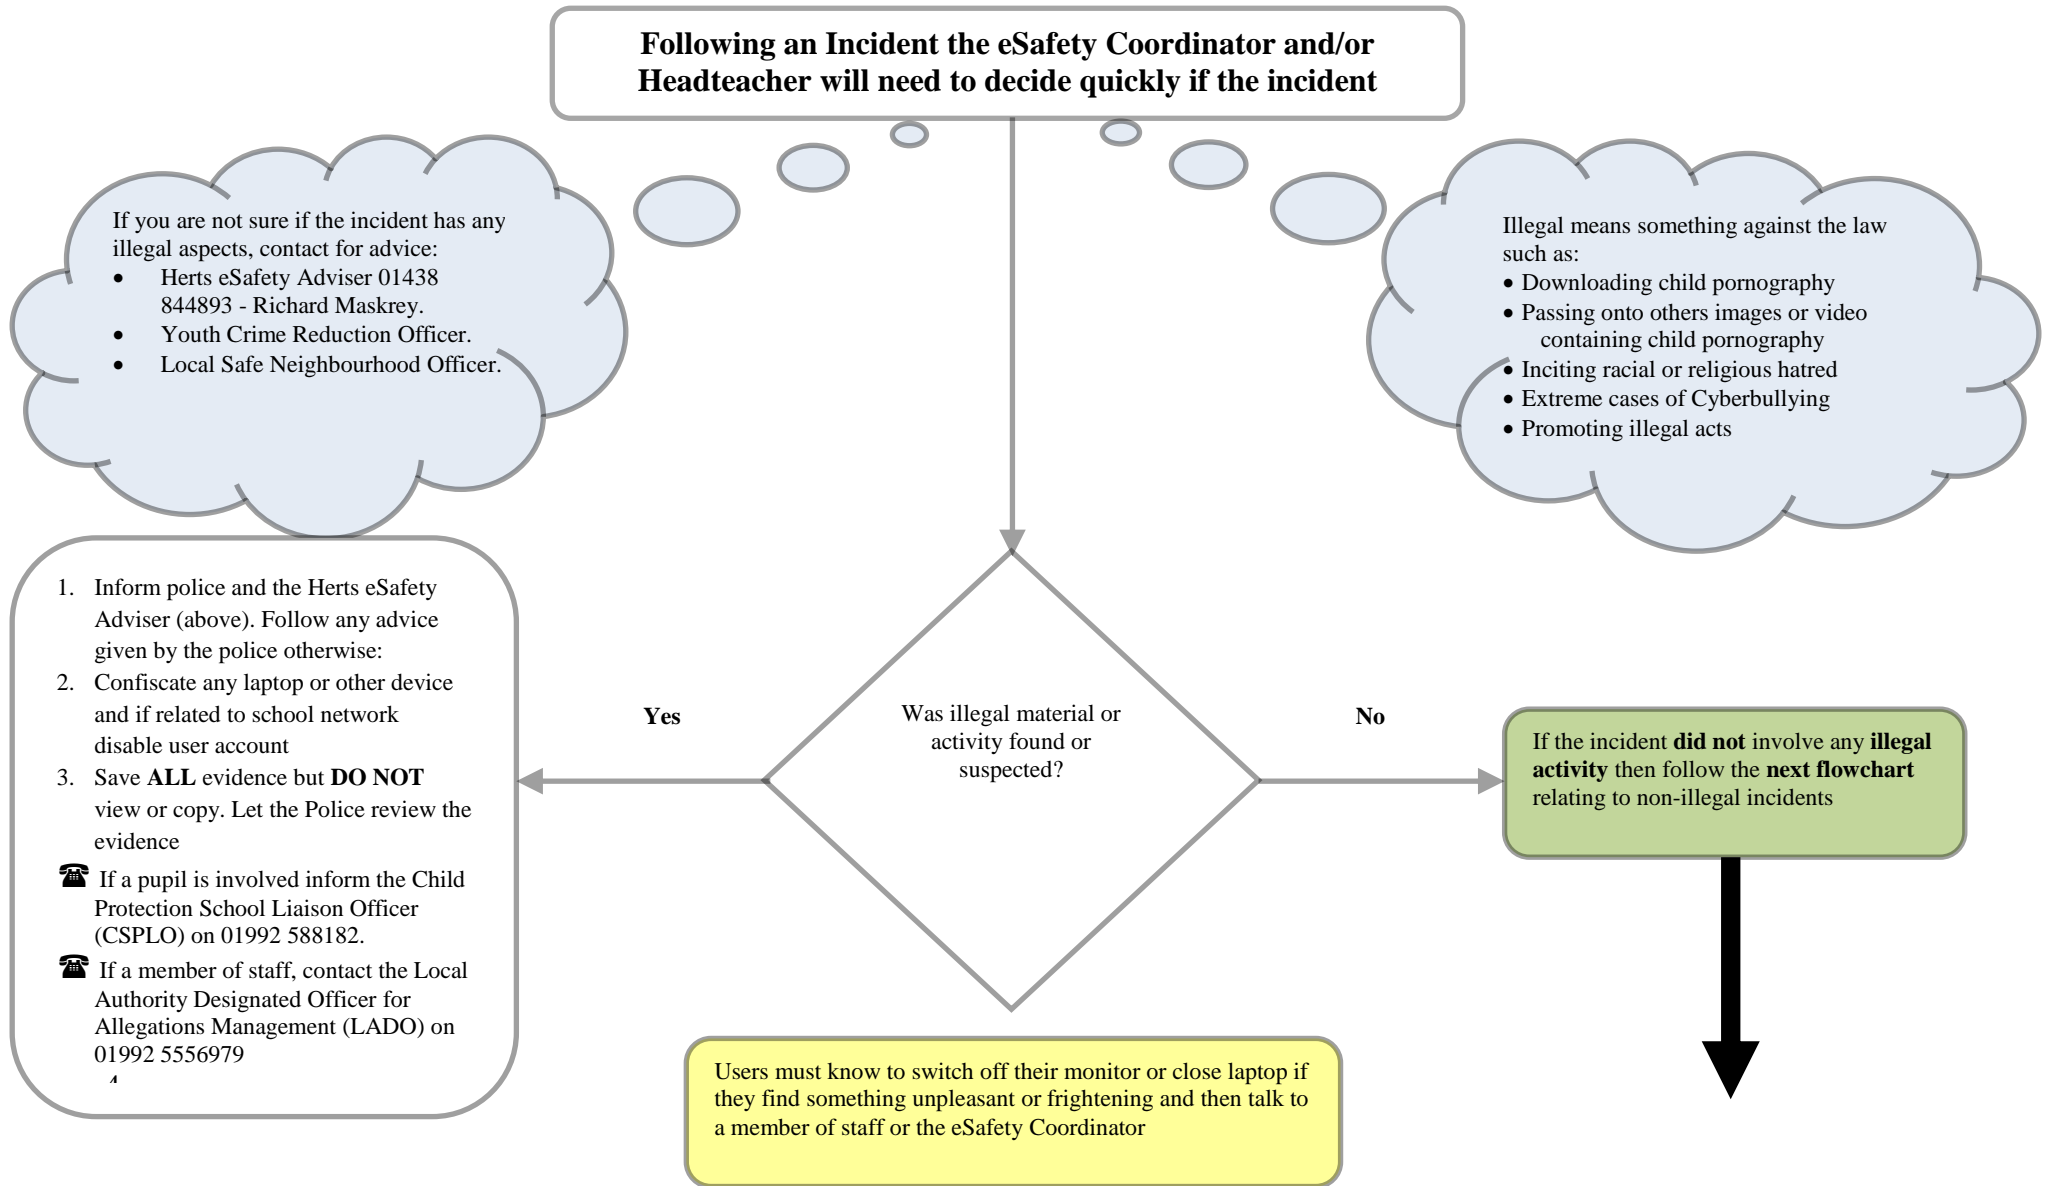 Following an Incident the eSafety Coordinator and/or
Headteacher will need to decide quickly if the incident
If you are not sure if the incident has any
illegal aspects, contact for advice:
• Herts eSafety Adviser 01438
844893 - Richard Maskrey.
• Youth Crime Reduction Officer.
• Local Safe Neighbourhood Officer.
Illegal means something against the law
such as:
• Downloading child pornography
• Passing onto others images or video
containing child pornography
• Inciting racial or religious hatred
• Extreme cases of Cyberbullying
• Promoting illegal acts
1. Inform police and the Herts eSafety
Adviser (above). Follow any advice
given by the police otherwise:
2. Confiscate any laptop or other device
and if related to school network
disable user account
3. Save ALL evidence but DO NOT
view or copy. Let the Police review the
evidence
☎ If a pupil is involved inform the Child
Protection School Liaison Officer
(CSPLO) on 01992 588182.
☎ If a member of staff, contact the Local
Authority Designated Officer for
Allegations Management (LADO) on
01992 5556979
Yes
Was illegal material or
activity found or
suspected?
No
If the incident did not involve any illegal
activity then follow the next flowchart
relating to non-illegal incidents
Users must know to switch off their monitor or close laptop if
they find something unpleasant or frightening and then talk to
a member of staff or the eSafety Coordinator